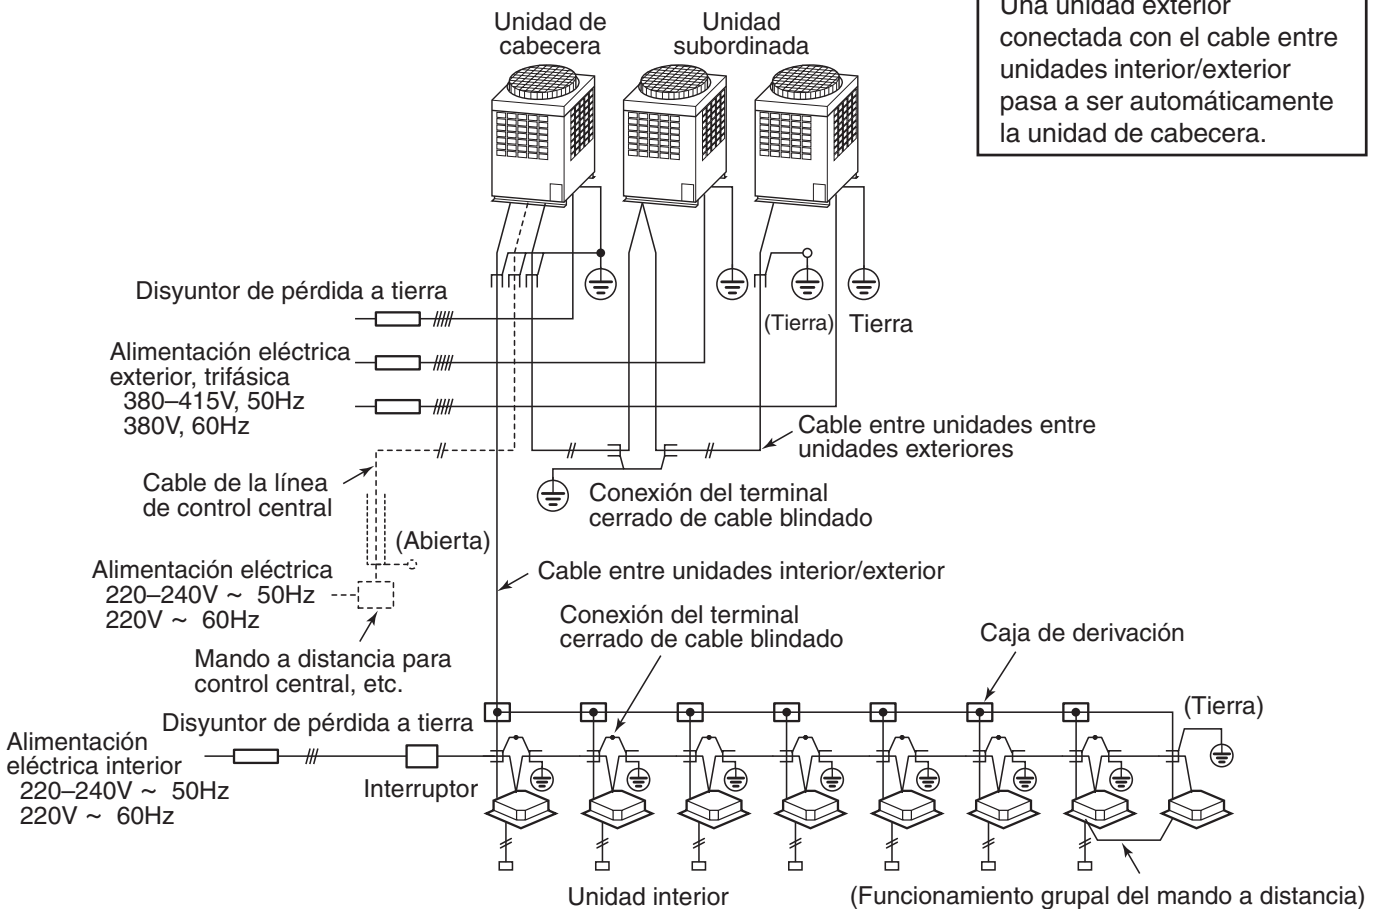 Unidad de
cabecera
Unidad
subordinada
Una unidad exterior
conectada con el cable entre
unidades interior/exterior
pasa a ser automáticamente
la unidad de cabecera.
Disyuntor de pérdida a tierra
(Tierra)
Tierra
Alimentación eléctrica
exterior, trifásica
380–415V, 50Hz
380V, 60Hz
Cable entre unidades entre
unidades exteriores
Cable de la línea
de control central
Conexión del terminal
cerrado de cable blindado
(Abierta)
Alimentación eléctrica
220–240V ~ 50Hz
220V ~ 60Hz
Cable entre unidades interior/exterior
Conexión del terminal
cerrado de cable blindado
Caja de derivación
Mando a distancia para
control central, etc.
(Tierra)
Disyuntor de pérdida a tierra
Alimentación
eléctrica interior
220–240V ~ 50Hz
220V ~ 60Hz
Interruptor
Unidad interior
(Funcionamiento grupal del mando a distancia)